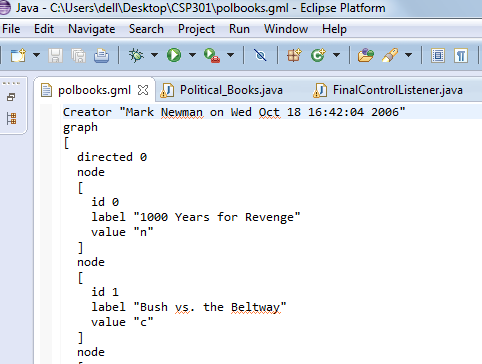 Java - C:\Users\dell\Desktop\CSP301\polbooks.gml - Eclipse Platform
File Edit Navigate Search Project Run Window Help
polbooks.gml Political_Books.java FinalControlListener.java
Creator "Mark Newman on Wed Oct 18 16:42:04 2006"
graph
[
directed 0
node
[
id 0
label "1000 Years for Revenge"
value "n"
]
node
[
id 1
label "Bush vs. the Beltway"
value "c"
]
node